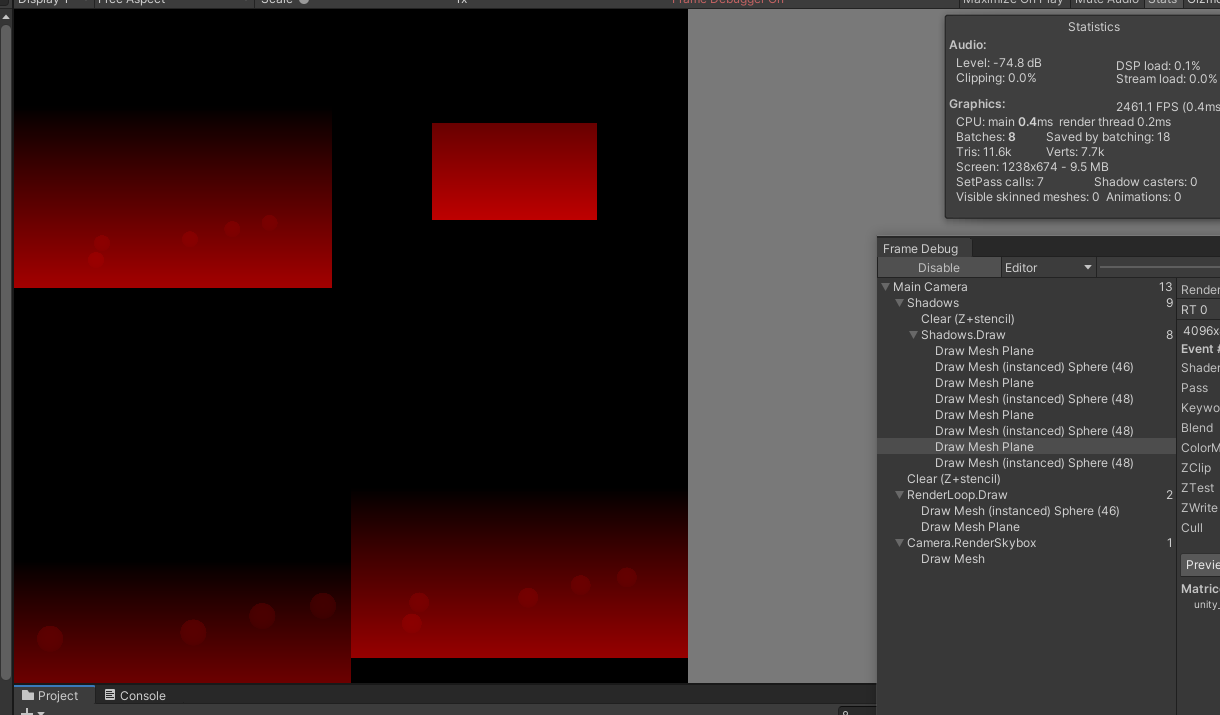 Display 1 Free Aspect Scale 1x Frame Debugger On Maximize On Play Mute Audio Stats Gizmo
Statistics
Audio:
Level: -74.8 dB DSP load: 0.1%
Clipping: 0.0% Stream load: 0.0%
Graphics: 2461.1 FPS (0.4ms
CPU: main 0.4ms render thread 0.2ms
Batches: 8 Saved by batching: 18
Tris: 11.6k Verts: 7.7k
Screen: 1238x674 - 9.5 MB
SetPass calls: 7 Shadow casters: 0
Visible skinned meshes: 0 Animations: 0
Frame Debug
Disable Editor
Main Camera 13
Shadows 9
Clear (Z+stencil)
Shadows.Draw 8
Draw Mesh Plane
Draw Mesh (instanced) Sphere (46)
Draw Mesh Plane
Draw Mesh (instanced) Sphere (48)
Draw Mesh Plane
Draw Mesh (instanced) Sphere (48)
Draw Mesh Plane
Draw Mesh (instanced) Sphere (48)
Clear (Z+stencil)
RenderLoop.Draw 2
Draw Mesh (instanced) Sphere (46)
Draw Mesh Plane
Camera.RenderSkybox 1
Draw Mesh
Render
RT 0
4096x
Event #
Shader
Pass
Keywo
Blend
ColorM
ZClip
ZTest
ZWrite
Cull
Previe
Matric
unity_
Project Console